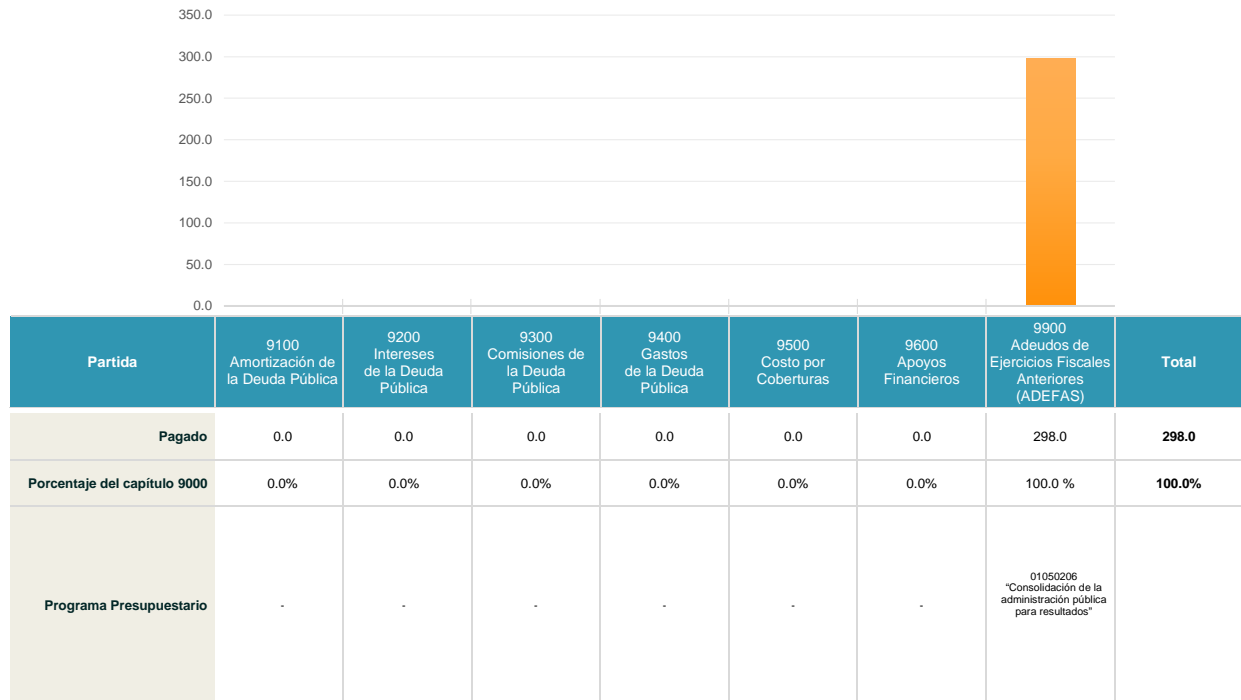 350.0
300.0
250.0
200.0
150.0
100.0
50.0
0.0
Partida
9100
Amortización de
la Deuda Pública
9200
Intereses
de la Deuda
Pública
9300
Comisiones de
la Deuda
Pública
9400
Gastos
de la Deuda
Pública
9500
Costo por
Coberturas
9600
Apoyos
Financieros
9900
Adeudos de
Ejercicios Fiscales
Anteriores
(ADEFAS)
Total
Pagado
0.0
0.0
0.0
0.0
0.0
0.0
298.0
298.0
Porcentaje del capítulo 9000
0.0%
0.0%
0.0%
0.0%
0.0%
0.0%
100.0 %
100.0%
Programa Presupuestario
-
-
-
-
-
-
01050206
“Consolidación de la
administración pública
para resultados”